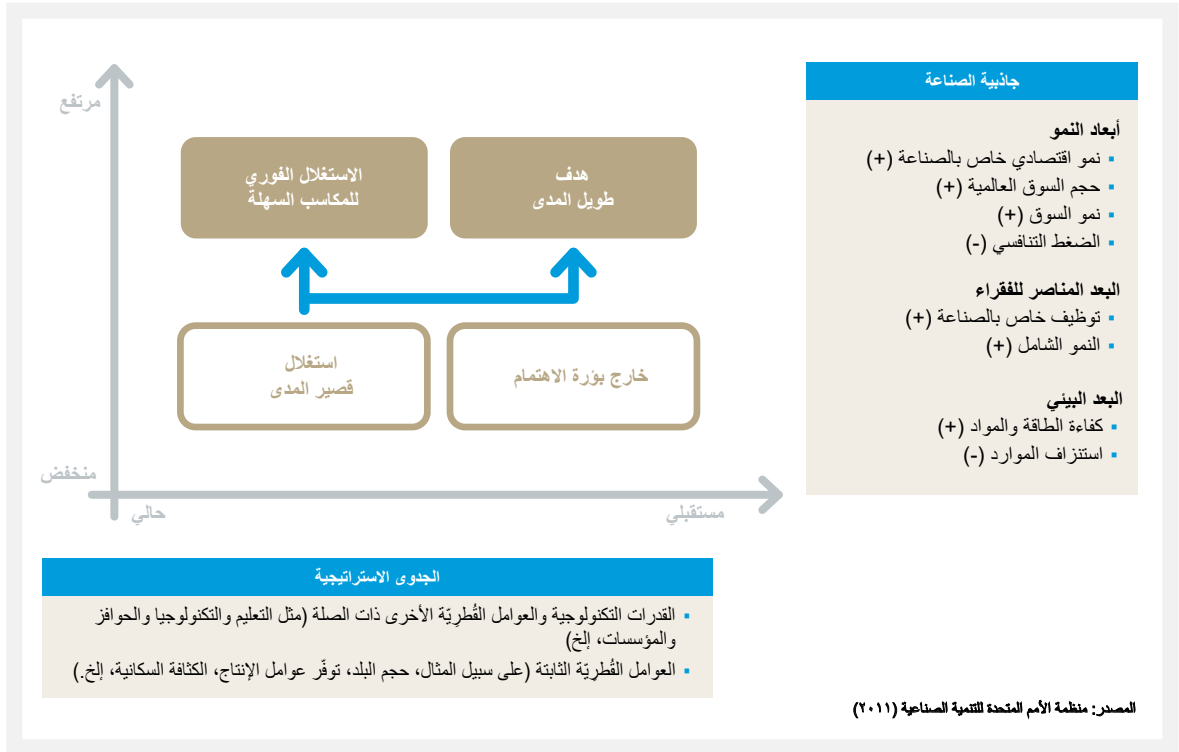 جاذبية الصناعة
أبعاد النمو
▪ نمو اقتصادي خاص بالصناعة (+)
▪ حجم السوق العالمية (+)
▪ نمو السوق (+)
▪ الضغط التنافسي (-)
البعد المناصر للفقراء
▪ توظيف خاص بالصناعة (+)
▪ النمو الشامل (+)
البعد البيئي
▪ كفاءة الطاقة والمواد (+)
▪ استنزاف الموارد (-)
مرتفع
هدف
طويل المدى
الاستغلال الفوري
للمكاسب السهلة
خارج بؤرة الاهتمام
استغلال
قصير المدى
منخفض
مستقبلي
حالي
الجدوى الاستراتيجية
▪ القدرات التكنولوجية والعوامل القُطرِيّة الأخرى ذات الصلة (مثل التعليم والتكنولوجيا والحوافز
والمؤسسات، إلخ)
▪ العوامل القُطرِيّة الثابتة (على سبيل المثال، حجم البلد، توفّر عوامل الإنتاج، الكثافة السكانية، إلخ.)
المصدر: منظمة الأمم المتحدة للتنمية الصناعية (٢٠١١)